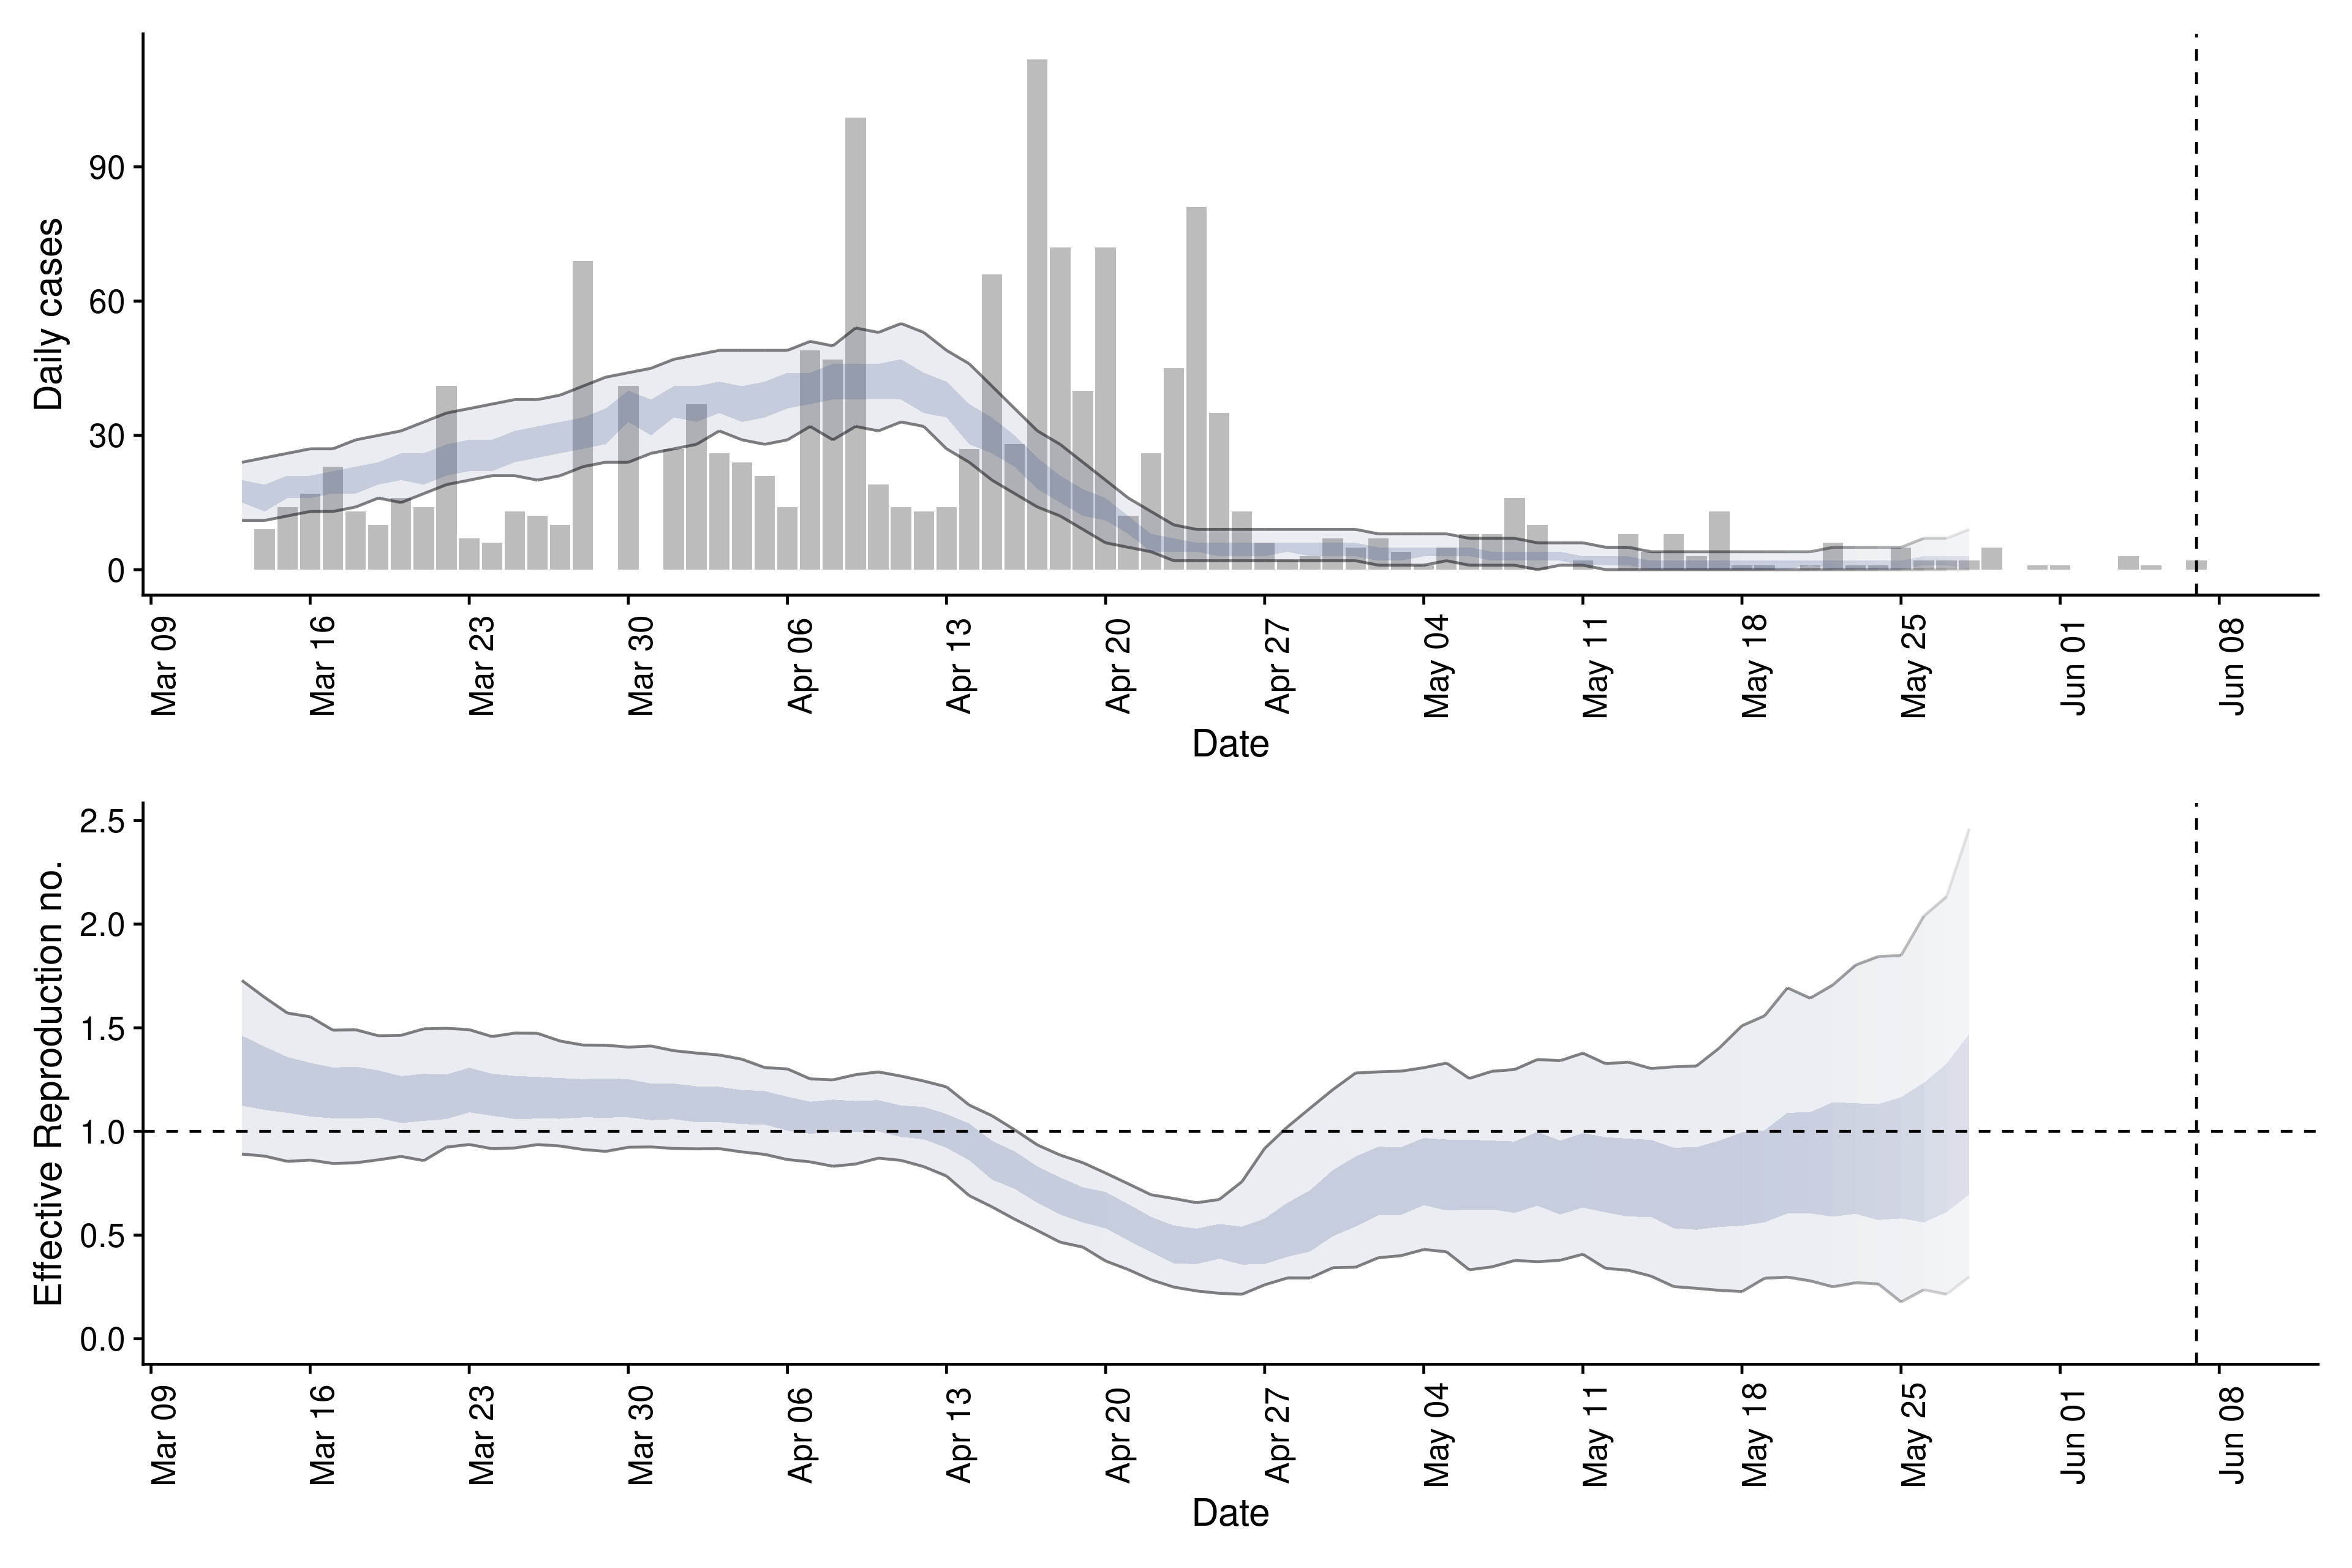 Daily cases
90
60
30
0
Mar 09
Mar 16
Mar 23
Mar 30
Apr 06
Apr 13
Apr 20
Apr 27
May 04
May 11
May 18
May 25
Jun 01
Jun 08
Date
Effective Reproduction no.
2.5
2.0
1.5
1.0
0.5
0.0
Mar 09
Mar 16
Mar 23
Mar 30
Apr 06
Apr 13
Apr 20
Apr 27
May 04
May 11
May 18
May 25
Jun 01
Jun 08
Date